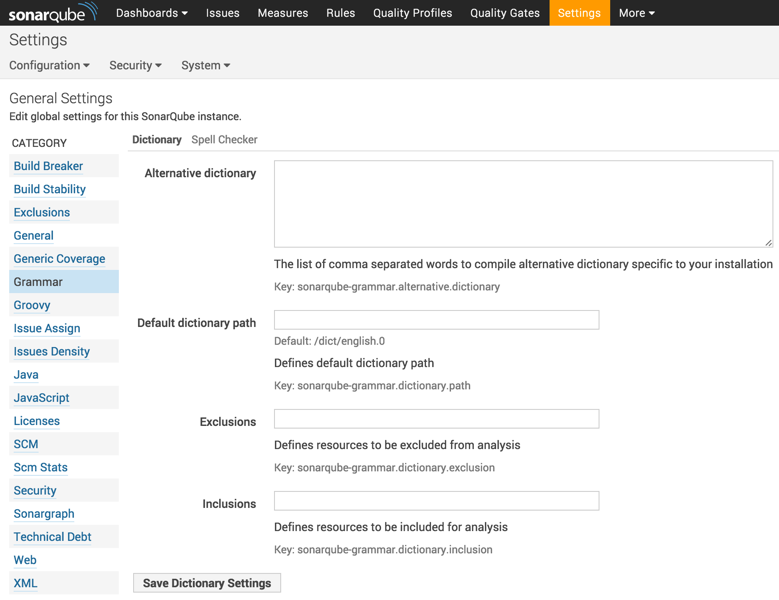 sonarqube Dashboards Issues Measures Rules Quality Profiles Quality Gates Settings More
Settings
Configuration Security System
General Settings
Edit global settings for this SonarQube instance.
CATEGORY
Build Breaker
Build Stability
Exclusions
General
Generic Coverage
Grammar
Groovy
Issue Assign
Issues Density
Java
JavaScript
Licenses
SCM
Scm Stats
Security
Sonargraph
Technical Debt
Web
XML
Dictionary Spell Checker
Alternative dictionary
The list of comma separated words to compile alternative dictionary specific to your installation
Key: sonarqube-grammar.alternative.dictionary
Default dictionary path
Default: /dict/english.0
Defines default dictionary path
Key: sonarqube-grammar.dictionary.path
Exclusions
Defines resources to be excluded from analysis
Key: sonarqube-grammar.dictionary.exclusion
Inclusions
Defines resources to be included for analysis
Key: sonarqube-grammar.dictionary.inclusion
Save Dictionary Settings